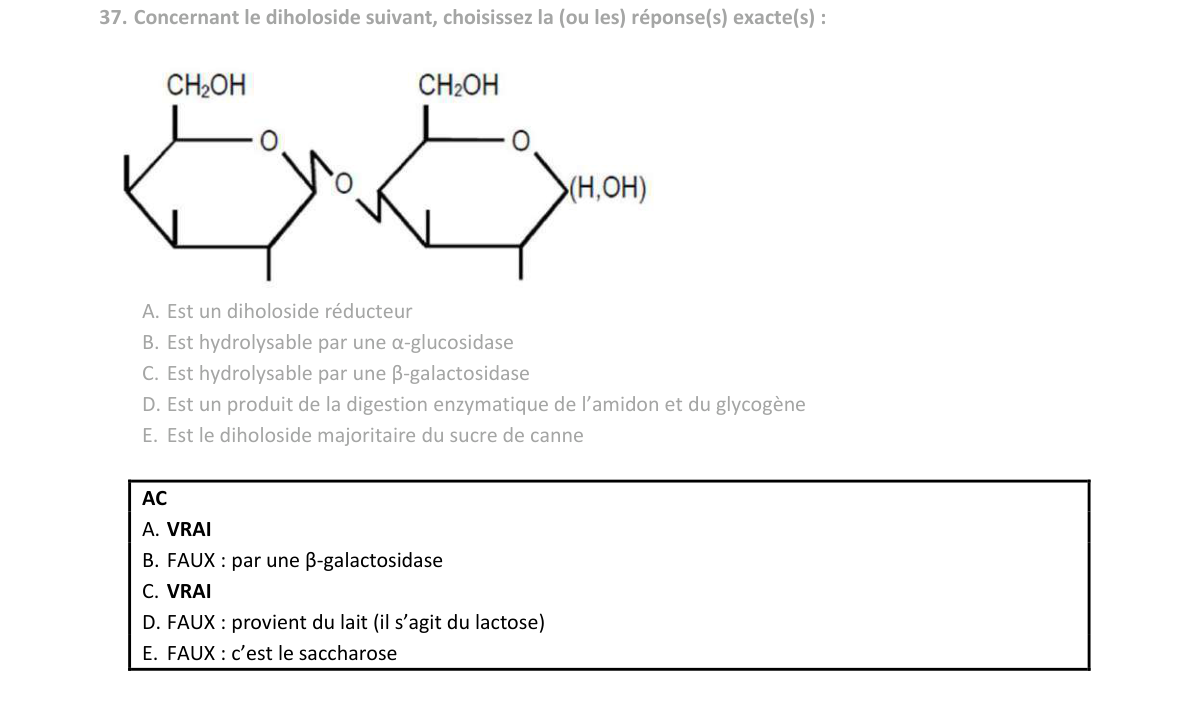 37. Concernant le diholoside suivant, choisissez la (ou les) réponse(s) exacte(s) :
CH₂OH CH₂OH
O O
O (H,OH)
A. Est un diholoside réducteur
B. Est hydrolysable par une α-glucosidase
C. Est hydrolysable par une β-galactosidase
D. Est un produit de la digestion enzymatique de l'amidon et du glycogène
E. Est le diholoside majoritaire du sucre de canne
AC
A. VRAI
B. FAUX : par une β-galactosidase
C. VRAI
D. FAUX : provient du lait (il s'agit du lactose)
E. FAUX : c'est le saccharose